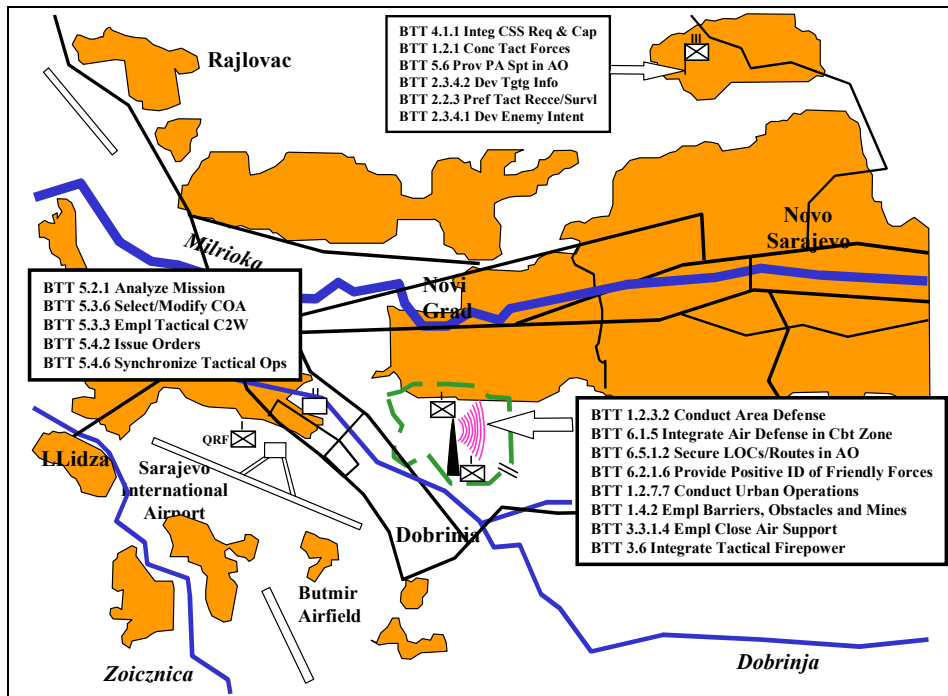 BTT 4.1.1 Integ CSS Req & Cap
BTT 1.2.1 Conc Tact Forces
BTT 5.6 Prov PA Spt in AO
BTT 2.3.4.2 Dev Tgtg Info
BTT 2.2.3 Pref Tact Recce/Survl
BTT 2.3.4.1 Dev Enemy Intent
Rajlovac
Novo
Sarajevo
Milrioka
Novi
Grad
BTT 5.2.1 Analyze Mission
BTT 5.3.6 Select/Modify COA
BTT 5.3.3 Empl Tactical C2W
BTT 5.4.2 Issue Orders
BTT 5.4.6 Synchronize Tactical Ops
BTT 1.2.3.2 Conduct Area Defense
BTT 6.1.5 Integrate Air Defense in Cbt Zone
BTT 6.5.1.2 Secure LOCs/Routes in AO
BTT 6.2.1.6 Provide Positive ID of Friendly Forces
BTT 1.2.7.7 Conduct Urban Operations
BTT 1.4.2 Empl Barriers, Obstacles and Mines
BTT 3.3.1.4 Empl Close Air Support
BTT 3.6 Integrate Tactical Firepower
QRF
LLidza
Sarajevo
International
Airport
Dobrinia
Butmir
Airfield
Zoicznica
Dobrinja